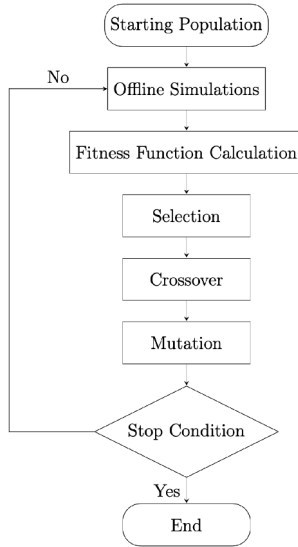 Starting Population
No
Offline Simulations
Fitness Function Calculation
Selection
Crossover
Mutation
Stop Condition
Yes
End